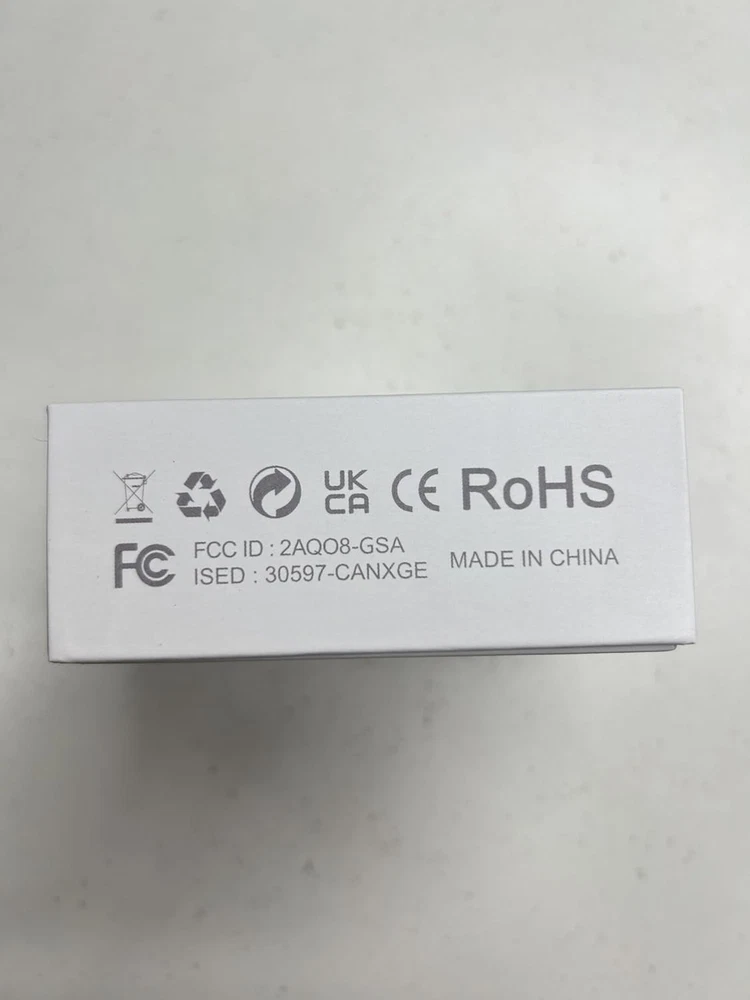 UK
CA
CE
RoHS
FC
FCC ID : 2AQO8-GSA
ISED : 30597-CANXGE
MADE IN CHINA